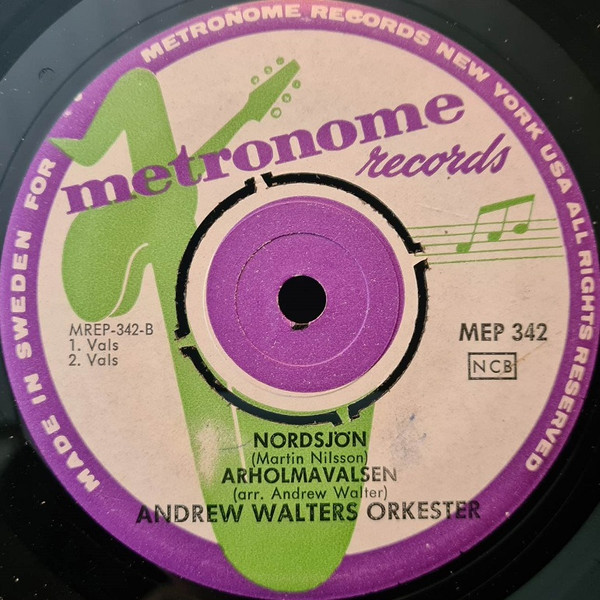 MADE IN SWEDEN FOR METRONOME RECORDS NEW YORK USA ALL RIGHTS RESERVED
metronome
records
MREP-342-B
1. Vals
2. Vals
MEP 342
NCB
NORDSJÖN
(Martin Nilsson)
ARHOLMAVALSEN
(arr. Andrew Walter)
ANDREW WALTERS ORKESTER